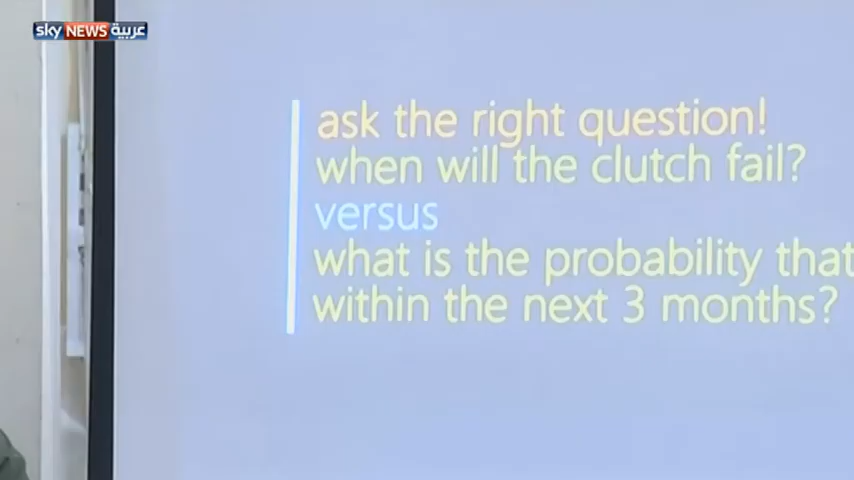 sky NEWS عربية
ask the right question!
when will the clutch fail?
versus
what is the probability that
within the next 3 months?